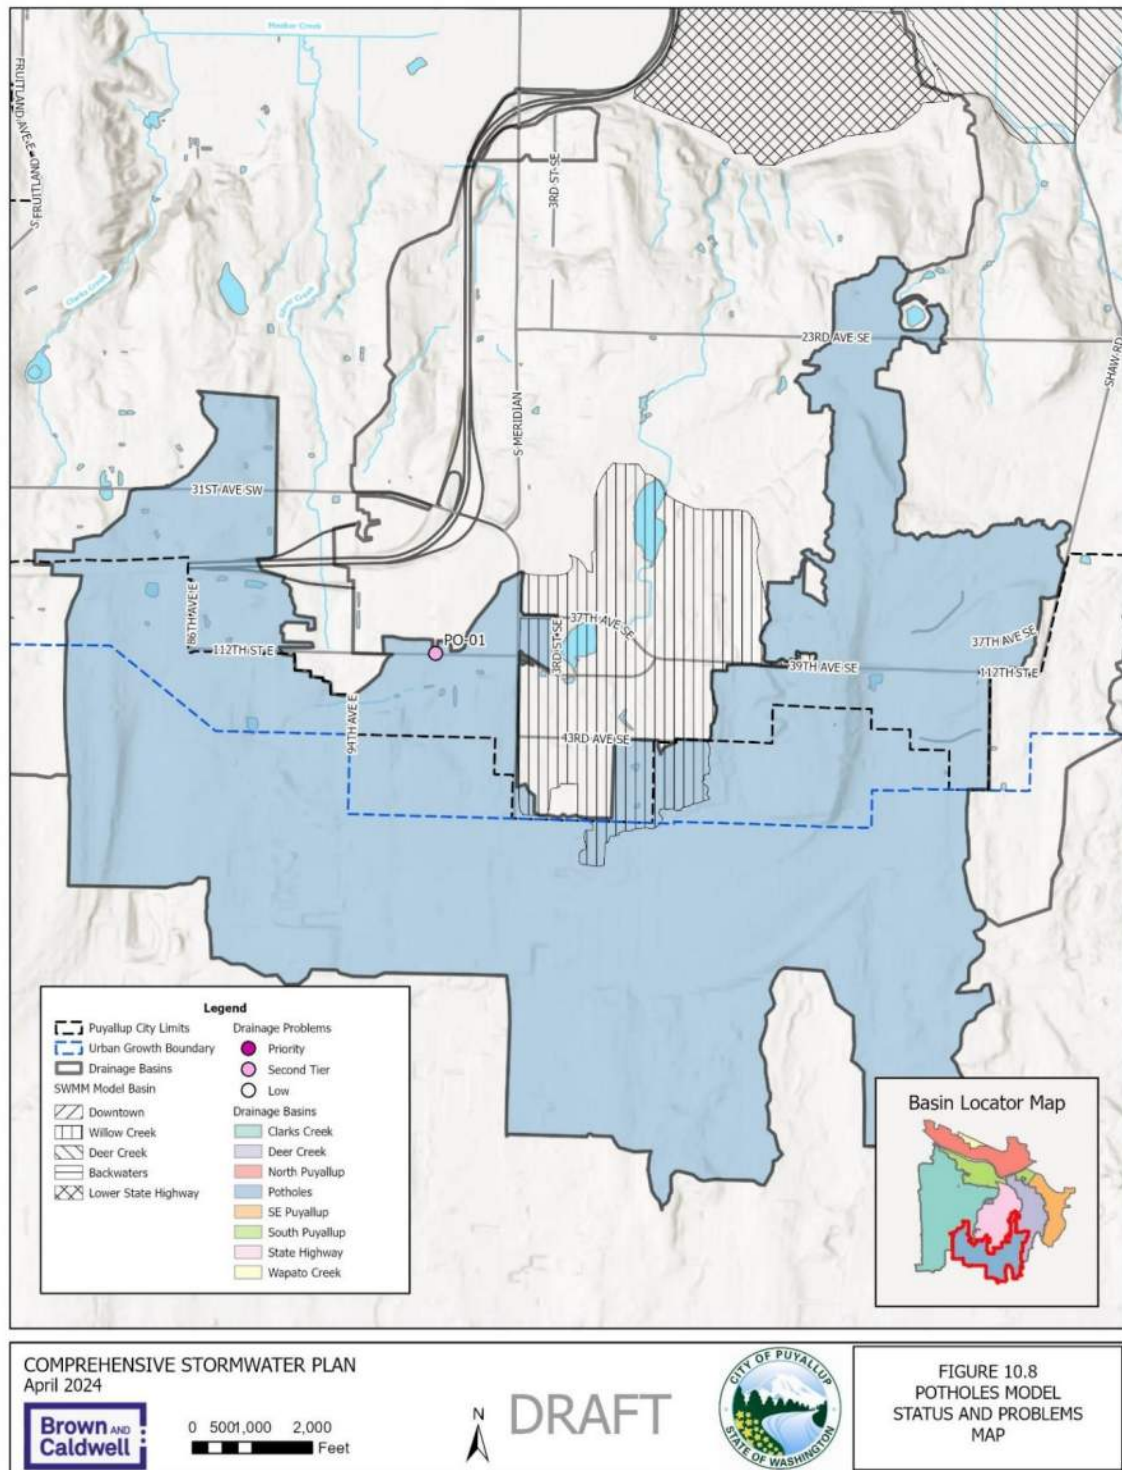 Meeker Creek
FRUITLAND AVE E
S FRUITLAND
3RD ST SE
Clarks Creek
23RD AVE SE
SHAW RD
S MERIDIAN
31ST AVE SW
86TH AVE E
112TH ST E
PO-01
37TH AVE SE
3RD ST SE
39TH AVE SE
37TH AVE SE
112TH ST E
94TH AVE E
43RD AVE SE
Legend
Puyallup City Limits
Urban Growth Boundary
Drainage Basins
SWMM Model Basin
Downtown
Willow Creek
Deer Creek
Backwaters
Lower State Highway
Drainage Problems
Priority
Second Tier
Low
Drainage Basins
Clarks Creek
Deer Creek
North Puyallup
Potholes
SE Puyallup
South Puyallup
State Highway
Wapato Creek
Basin Locator Map
COMPREHENSIVE STORMWATER PLAN
April 2024
Brown AND
Caldwell
0 500 1,000 2,000
Feet
N
DRAFT
CITY OF PUYALLUP
STATE OF WASHINGTON
FIGURE 10.8
POTHOLES MODEL
STATUS AND PROBLEMS
MAP